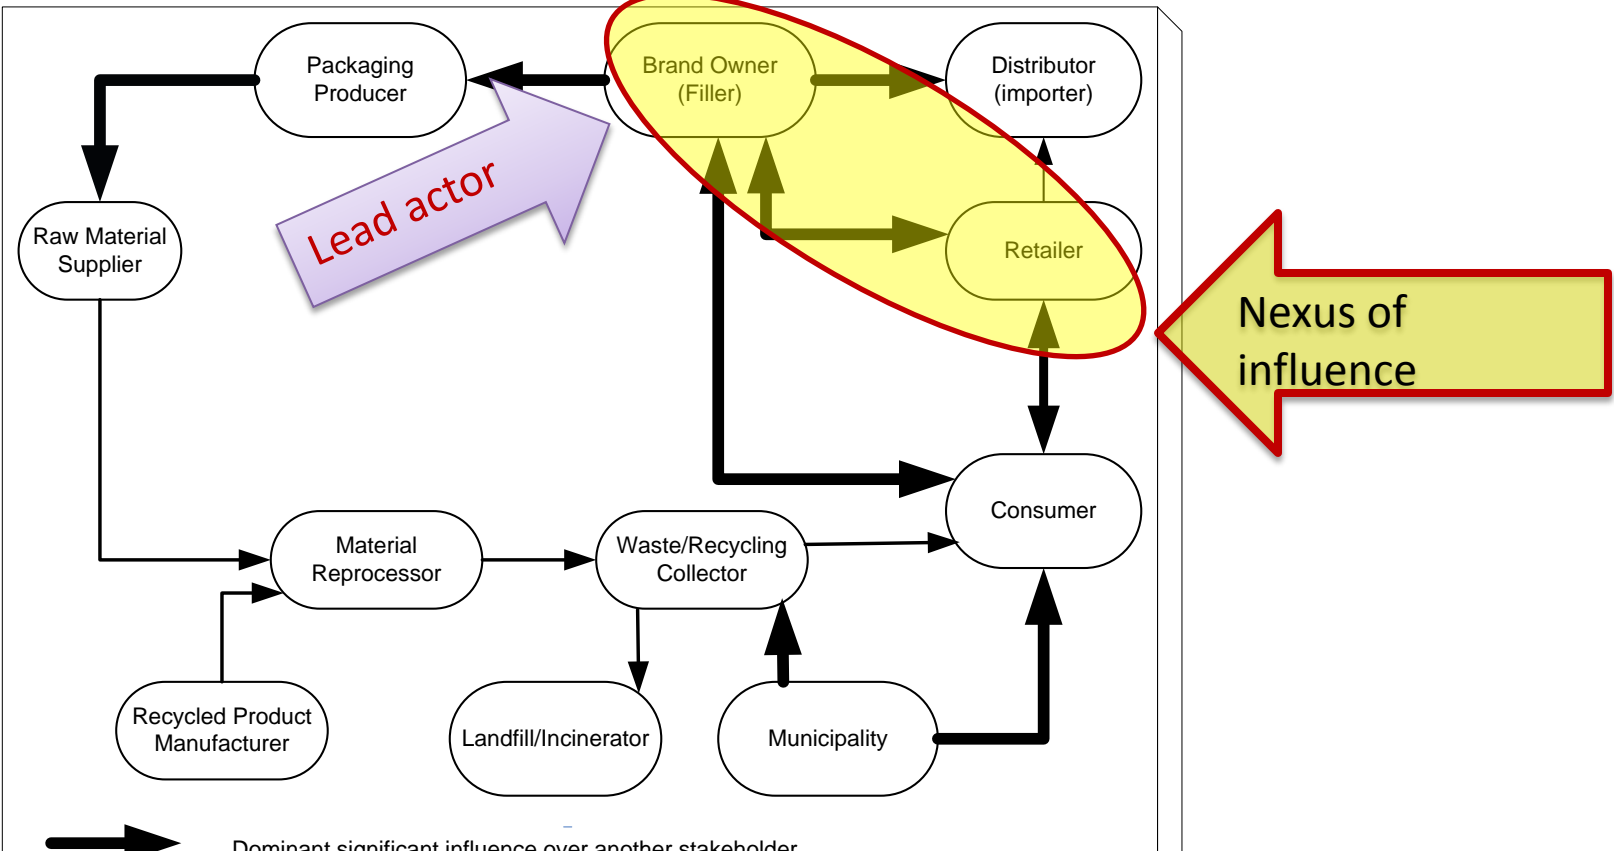 Packaging
Producer
Brand Owner
(Filler)
Distributor
(importer)
Lead actor
Raw Material
Supplier
Retailer
Nexus of
influence
Consumer
Material
Reprocessor
Waste/Recycling
Collector
Recycled Product
Manufacturer
Landfill/Incinerator
Municipality
Dominant significant influence over another stakeholder